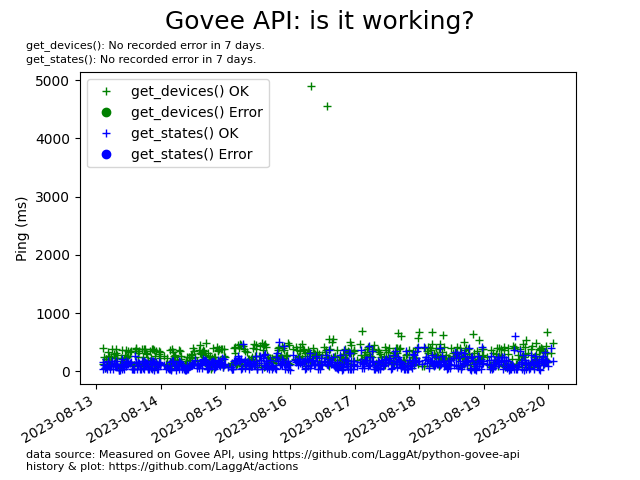 Govee API: is it working?
get_devices(): No recorded error in 7 days.
get_states(): No recorded error in 7 days.
get_devices() OK
get_devices() Error
get_states() OK
get_states() Error
Ping (ms)
5000
4000
3000
2000
1000
0
2023-08-13
2023-08-14
2023-08-15
2023-08-16
2023-08-17
2023-08-18
2023-08-19
2023-08-20
data source: Measured on Govee API, using https://github.com/LaggAt/python-govee-api
history & plot: https://github.com/LaggAt/actions